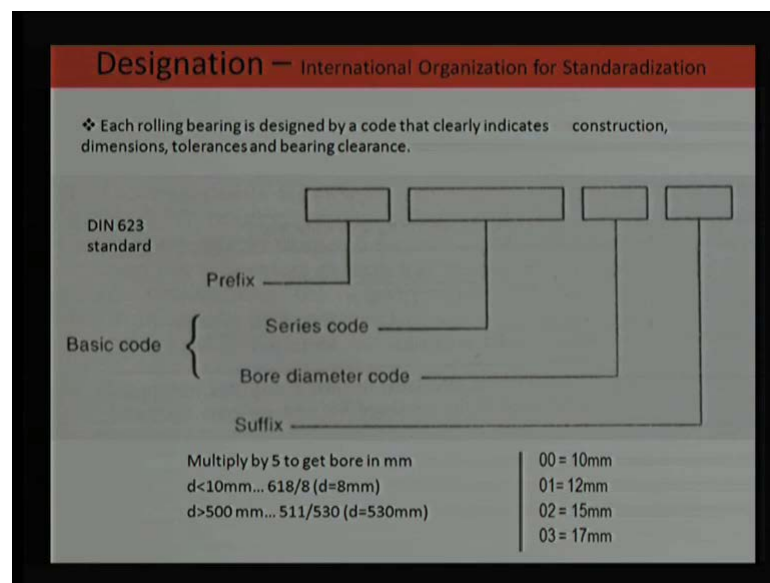 Designation – International Organization for Standaradization
❖ Each rolling bearing is designed by a code that clearly indicates construction,
dimensions, tolerances and bearing clearance.
DIN 623
standard
Prefix
Series code
Basic code
Bore diameter code
Suffix
Multiply by 5 to get bore in mm
d<10mm... 618/8 (d=8mm)
d>500 mm... 511/530 (d=530mm)
00 = 10mm
01= 12mm
02 = 15mm
03 = 17mm